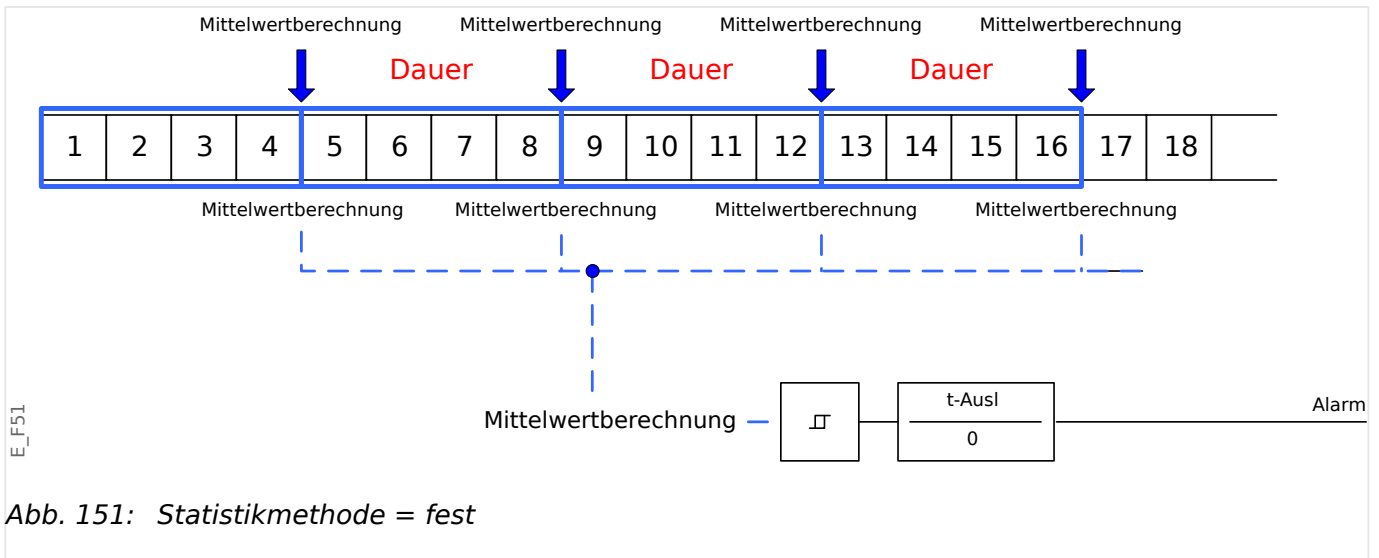 Mittelwertberechnung Mittelwertberechnung Mittelwertberechnung Mittelwertberechnung
Dauer Dauer Dauer
1 2 3 4 5 6 7 8 9 10 11 12 13 14 15 16 17 18
Mittelwertberechnung Mittelwertberechnung Mittelwertberechnung Mittelwertberechnung
Mittelwertberechnung
t-Ausl
0
Alarm
E_F51
Abb. 151: Statistikmethode = fest